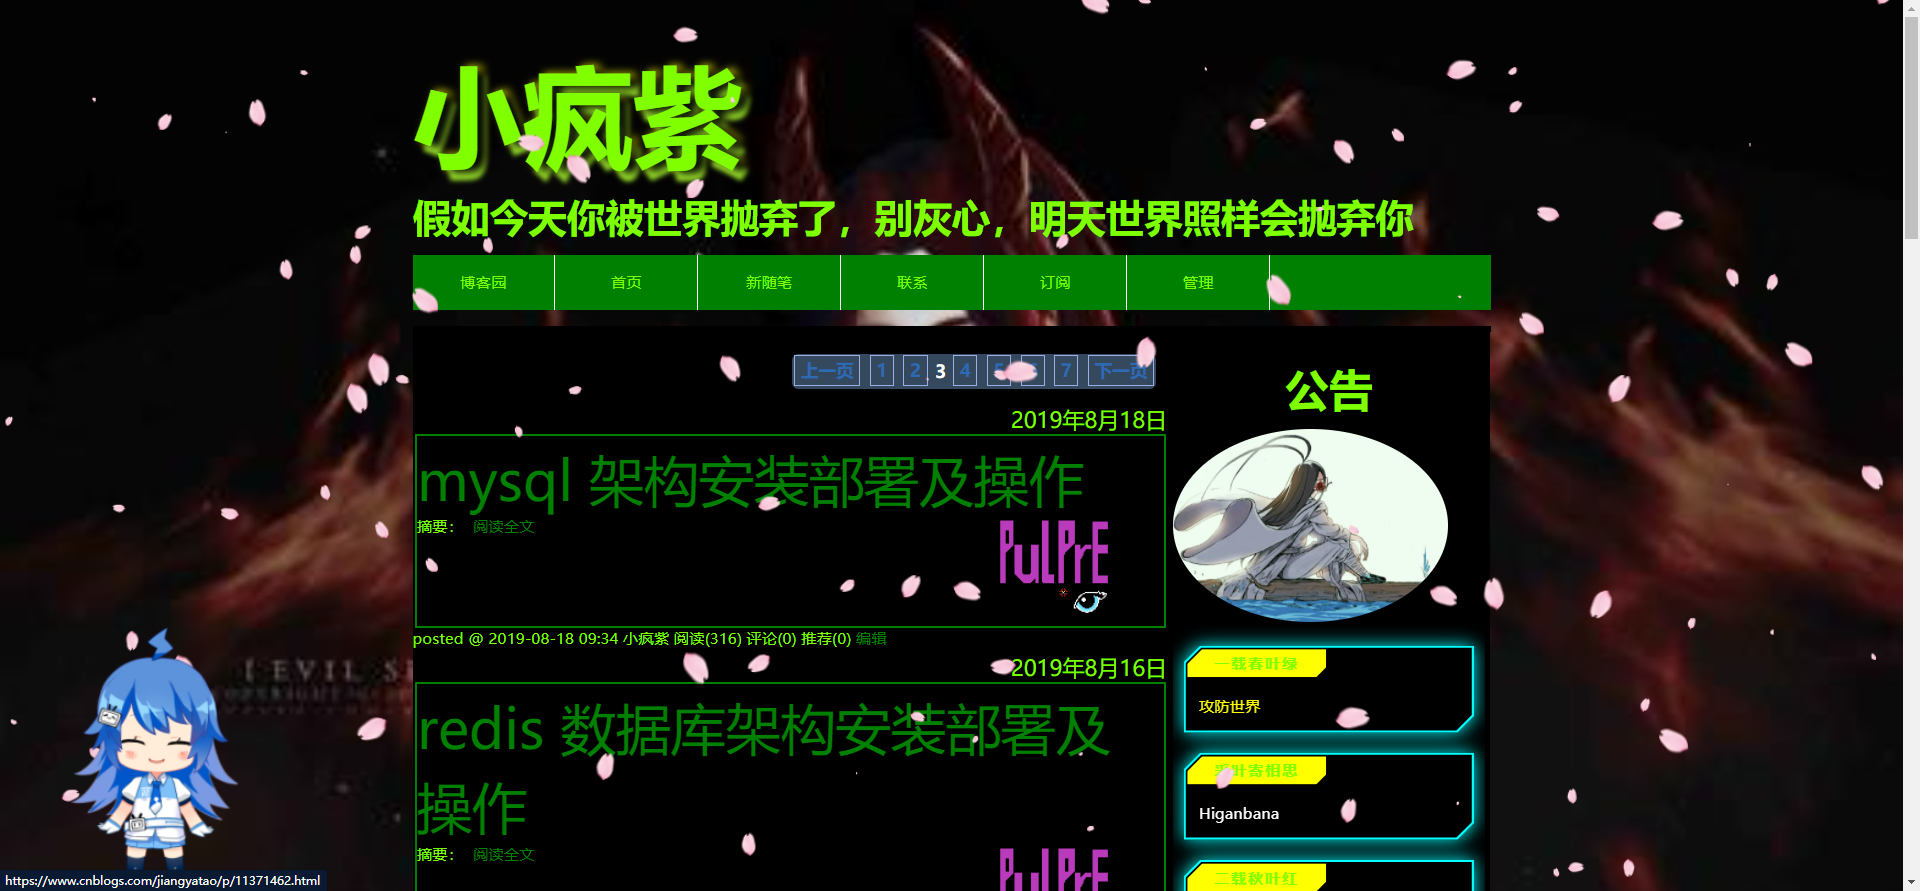 小疯紫
假如今天你被世界抛弃了，别灰心，明天世界照样会抛弃你
博客园 首页 新随笔 联系 订阅 管理
上一页 1 2 3 4 5 6 7 下一页
2019年8月18日
mysql 架构安装部署及操作
摘要： 阅读全文
PulPrE
posted @ 2019-08-18 09:34 小疯紫 阅读(316) 评论(0) 推荐(0) 编辑
2019年8月16日
redis 数据库架构安装部署及
操作
摘要： 阅读全文
PulPrE
公告
一载春叶绿
攻防世界
采叶寄相思
Higanbana
二载秋叶红
https://www.cnblogs.com/jiangyatao/p/11371462.html